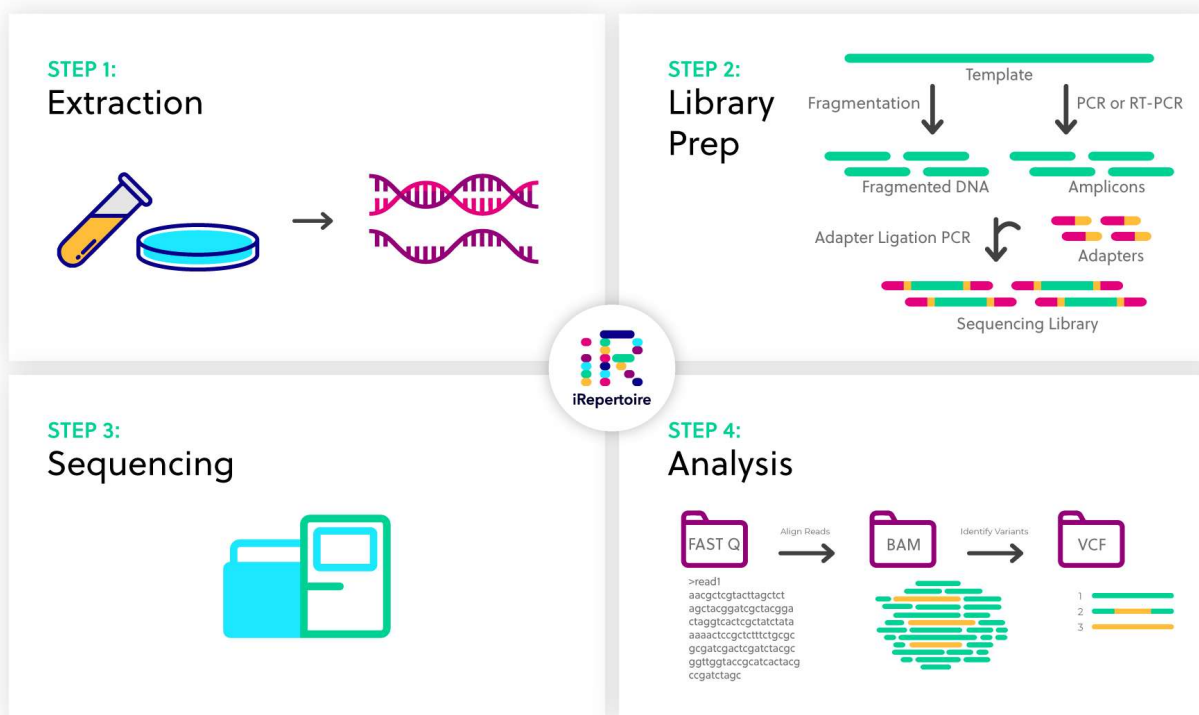 STEP 1:
Extraction
STEP 2:
Library
Prep
Template
Fragmentation
PCR or RT-PCR
Fragmented DNA
Amplicons
Adapter Ligation PCR
Adapters
Sequencing Library
iR
iRepertoire
STEP 3:
Sequencing
STEP 4:
Analysis
FAST Q
Align Reads
BAM
Identify Variants
VCF
>read1
aacgctcgtacttagctct
agctacggatcgctacgga
ctaggtcactcgctatctata
aaaactccgctctttctgcgc
gcgatcgactcgatctacgc
ggttggtaccgcatcactacg
ccgatctagc
1
2
3